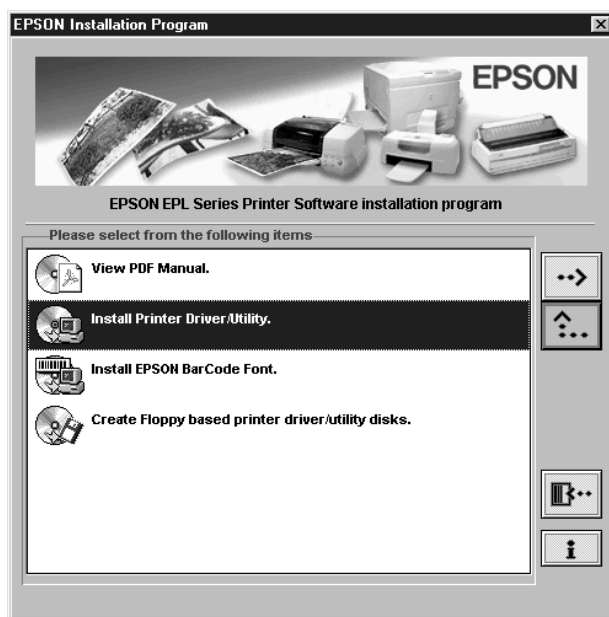 EPSON Installation Program
EPSON
EPSON EPL Series Printer Software installation program
Please select from the following items
View PDF Manual.
Install Printer Driver/Utility.
Install EPSON BarCode Font.
Create Floppy based printer driver/utility disks.